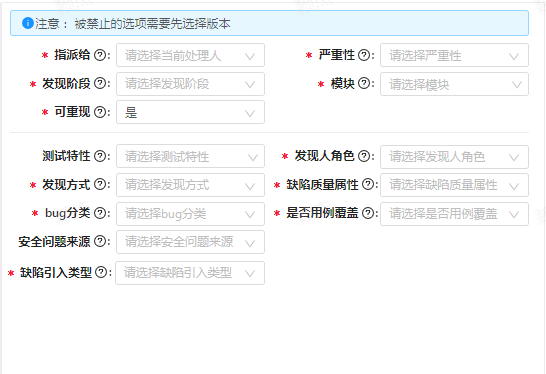 注意： 被禁止的选项需要先选择版本
* 指派给 ?: 请选择当前处理人 * 严重性 ?: 请选择严重性
* 发现阶段 ?: 请选择发现阶段 * 模块 ?: 请选择模块
* 可重现 ?: 是
测试特性 ?: 请选择测试特性 * 发现人角色 ?: 请选择发现人角色
* 发现方式 ?: 请选择发现方式 * 缺陷质量属性 ?: 请选择缺陷质量属性
* bug分类 ?: 请选择bug分类 * 是否用例覆盖 ?: 请选择是否用例覆盖
安全问题来源 ?: 请选择安全问题来源
* 缺陷引入类型 ?: 请选择缺陷引入类型